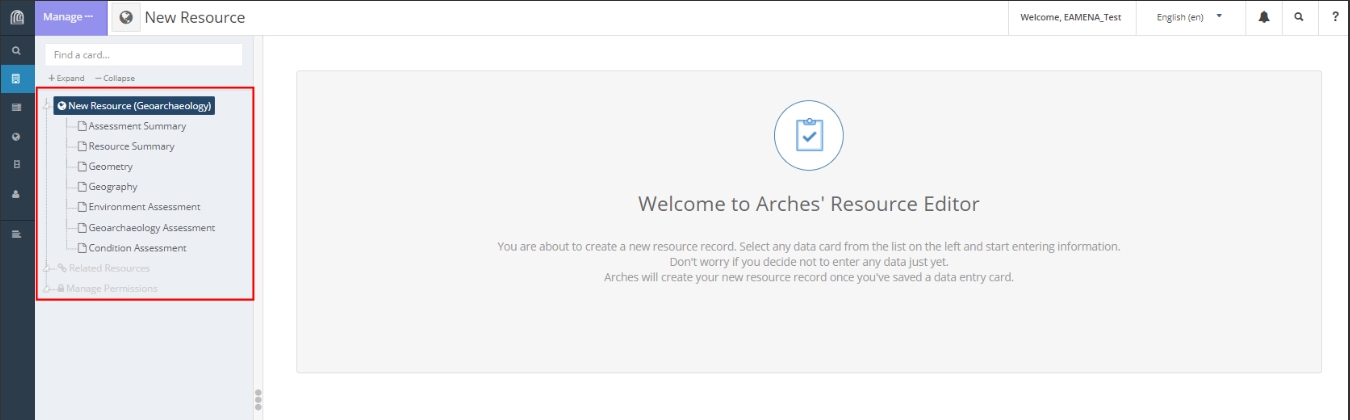 Manage
New Resource
Welcome, EAMENA_Test
English (en)
?
Find a card...
+ Expand
− Collapse
New Resource (Geoarchaeology)
Assessment Summary
Resource Summary
Geometry
Geography
Environment Assessment
Geoarchaeology Assessment
Condition Assessment
Related Resources
Manage Permissions
Welcome to Arches' Resource Editor
You are about to create a new resource record. Select any data card from the list on the left and start entering information.
Don't worry if you decide not to enter any data just yet.
Arches will create your new resource record once you've saved a data entry card.